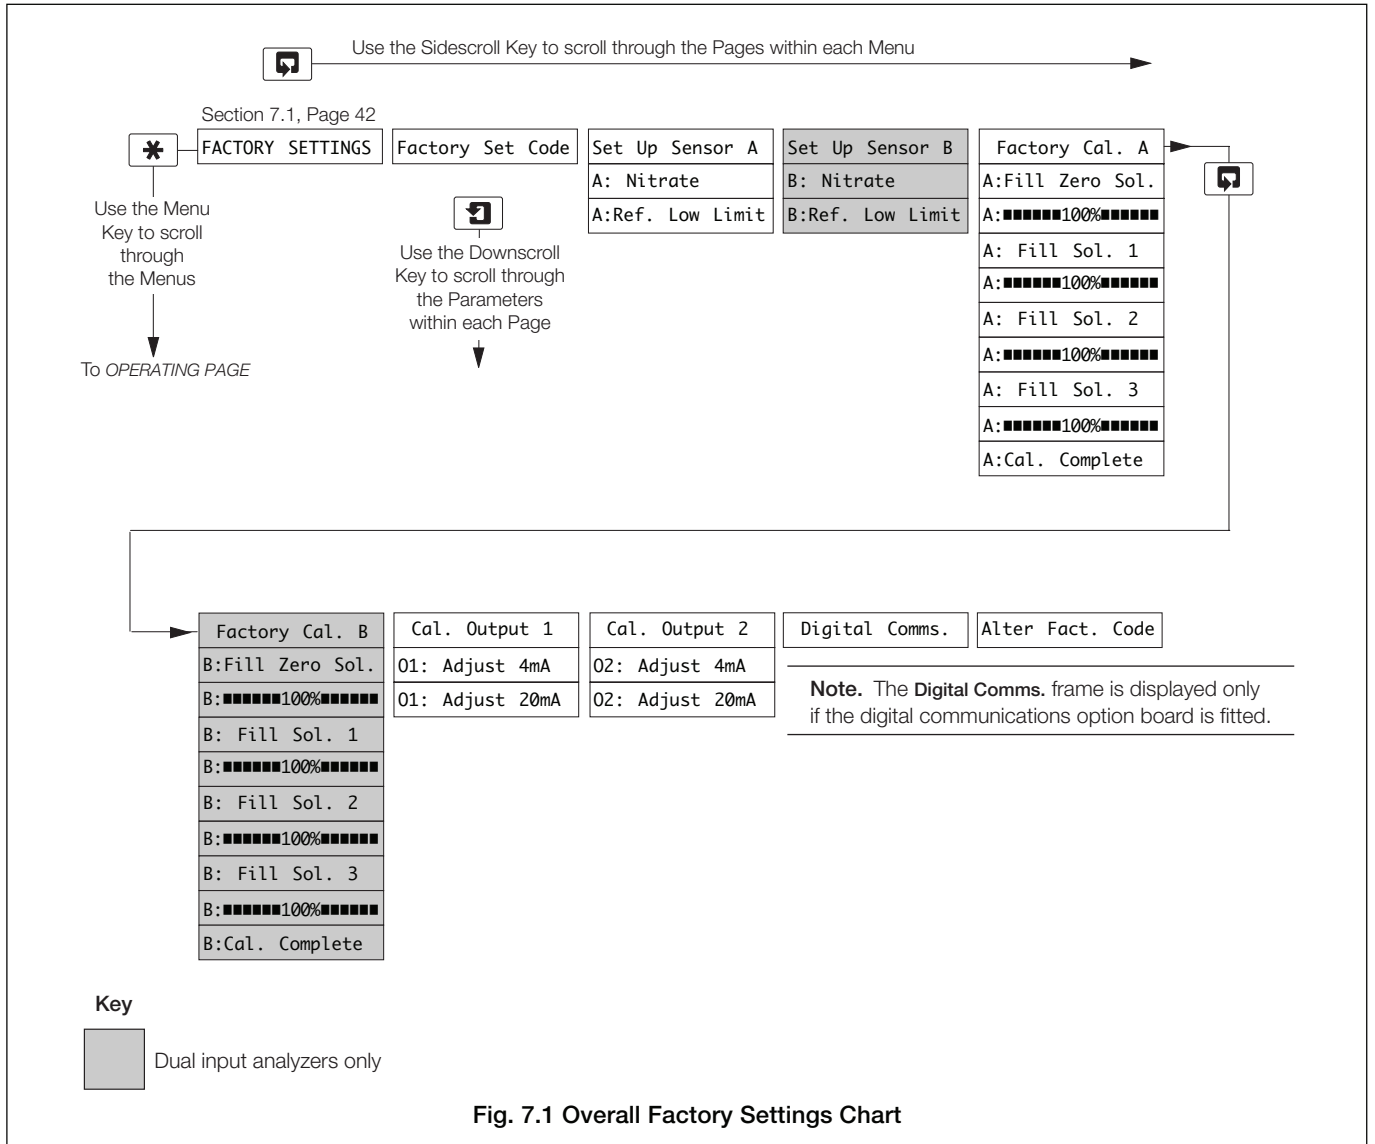 Use the Sidescroll Key to scroll through the Pages within each Menu
Section 7.1, Page 42
FACTORY SETTINGS
Factory Set Code
Set Up Sensor A
A: Nitrate
A:Ref. Low Limit
Set Up Sensor B
B: Nitrate
B:Ref. Low Limit
Factory Cal. A
A:Fill Zero Sol.
A:■■■■■■100%■■■■■■
A: Fill Sol. 1
A:■■■■■■100%■■■■■■
A: Fill Sol. 2
A:■■■■■■100%■■■■■■
A: Fill Sol. 3
A:■■■■■■100%■■■■■■
A:Cal. Complete
Use the Menu
Key to scroll
through
the Menus
To OPERATING PAGE
Use the Downscroll
Key to scroll through
the Parameters
within each Page
Factory Cal. B
B:Fill Zero Sol.
B:■■■■■■100%■■■■■■
B: Fill Sol. 1
B:■■■■■■100%■■■■■■
B: Fill Sol. 2
B:■■■■■■100%■■■■■■
B: Fill Sol. 3
B:■■■■■■100%■■■■■■
B:Cal. Complete
Cal. Output 1
O1: Adjust 4mA
O1: Adjust 20mA
Cal. Output 2
O2: Adjust 4mA
O2: Adjust 20mA
Digital Comms.
Alter Fact. Code
Note. The Digital Comms. frame is displayed only
if the digital communications option board is fitted.
Key
Dual input analyzers only
Fig. 7.1 Overall Factory Settings Chart